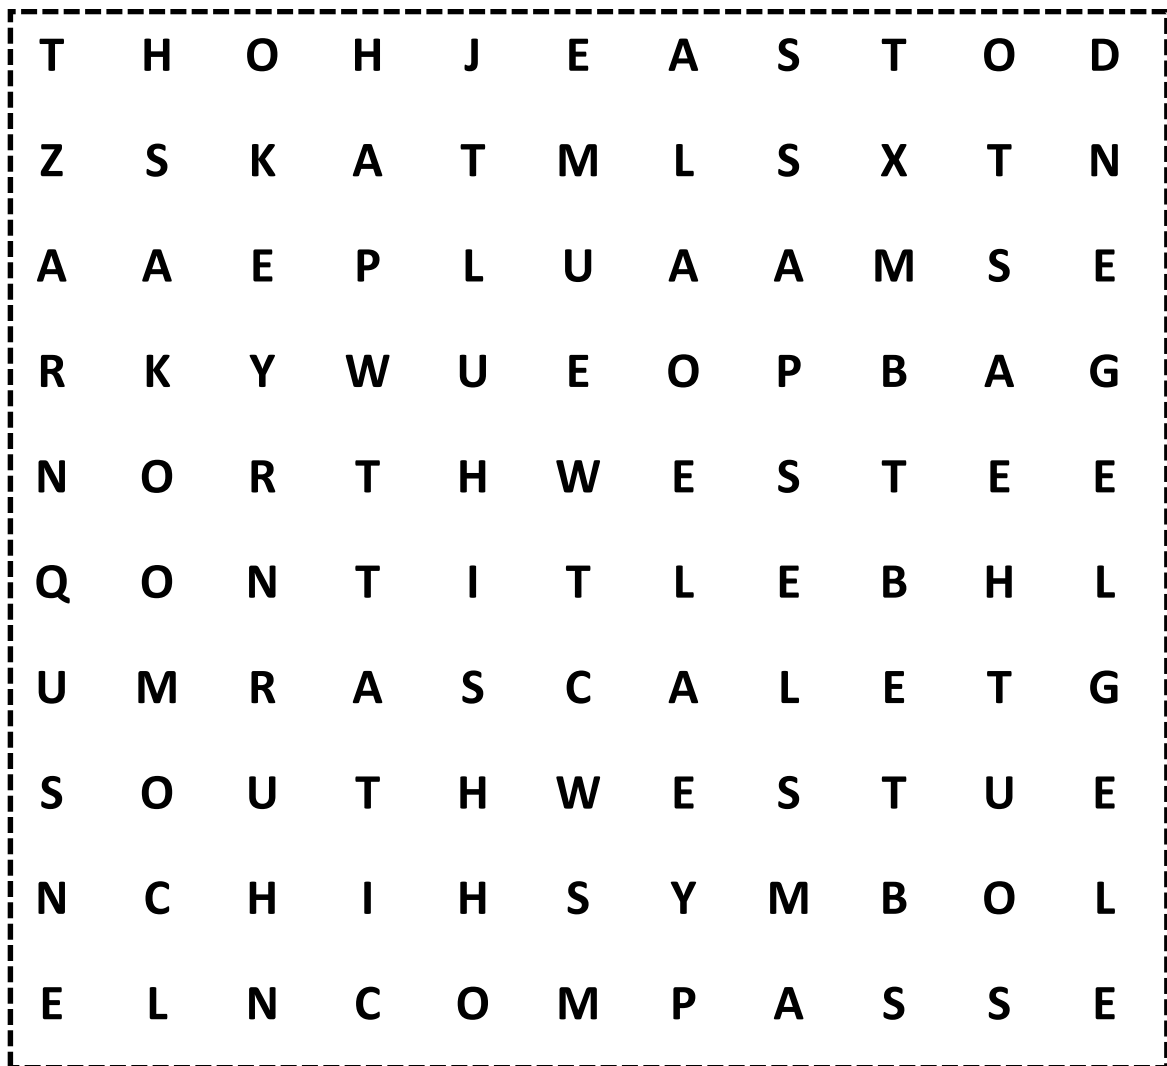 T H O H J E A S T O D
Z S K A T M L S X T N
A A E P L U A A M S E
R K Y W U E O P B A G
N O R T H W E S T E E
Q O N T I T L E B H L
U M R A S C A L E T G
S O U T H W E S T U E
N C H I H S Y M B O L
E L N C O M P A S S E